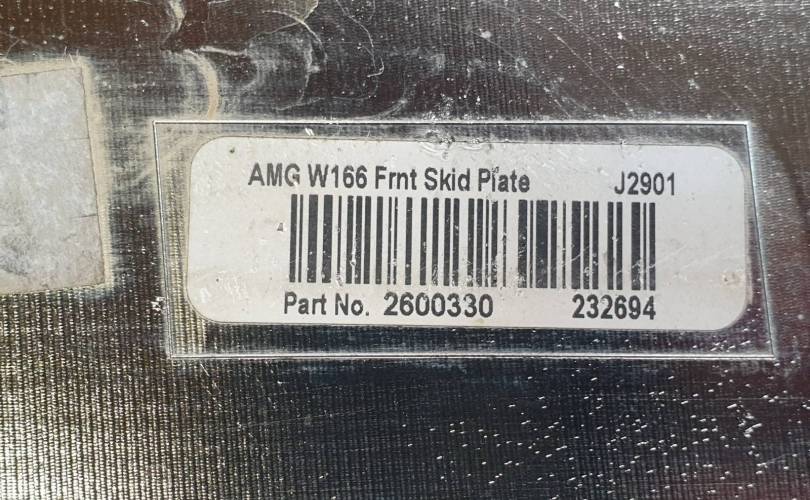 AMG W166 Frnt Skid Plate J2901
Part No. 2600330 232694